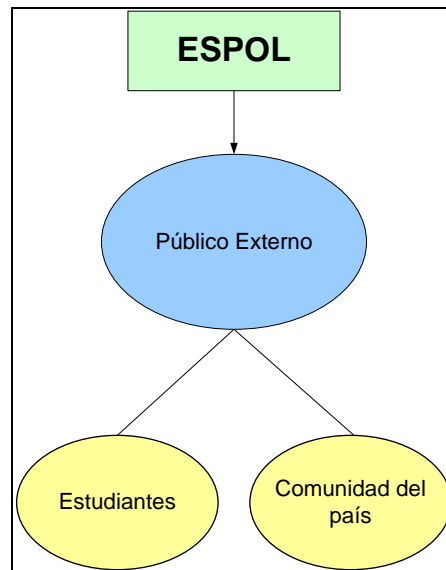 ESPOL
Público Externo
Estudiantes
Comunidad del
país